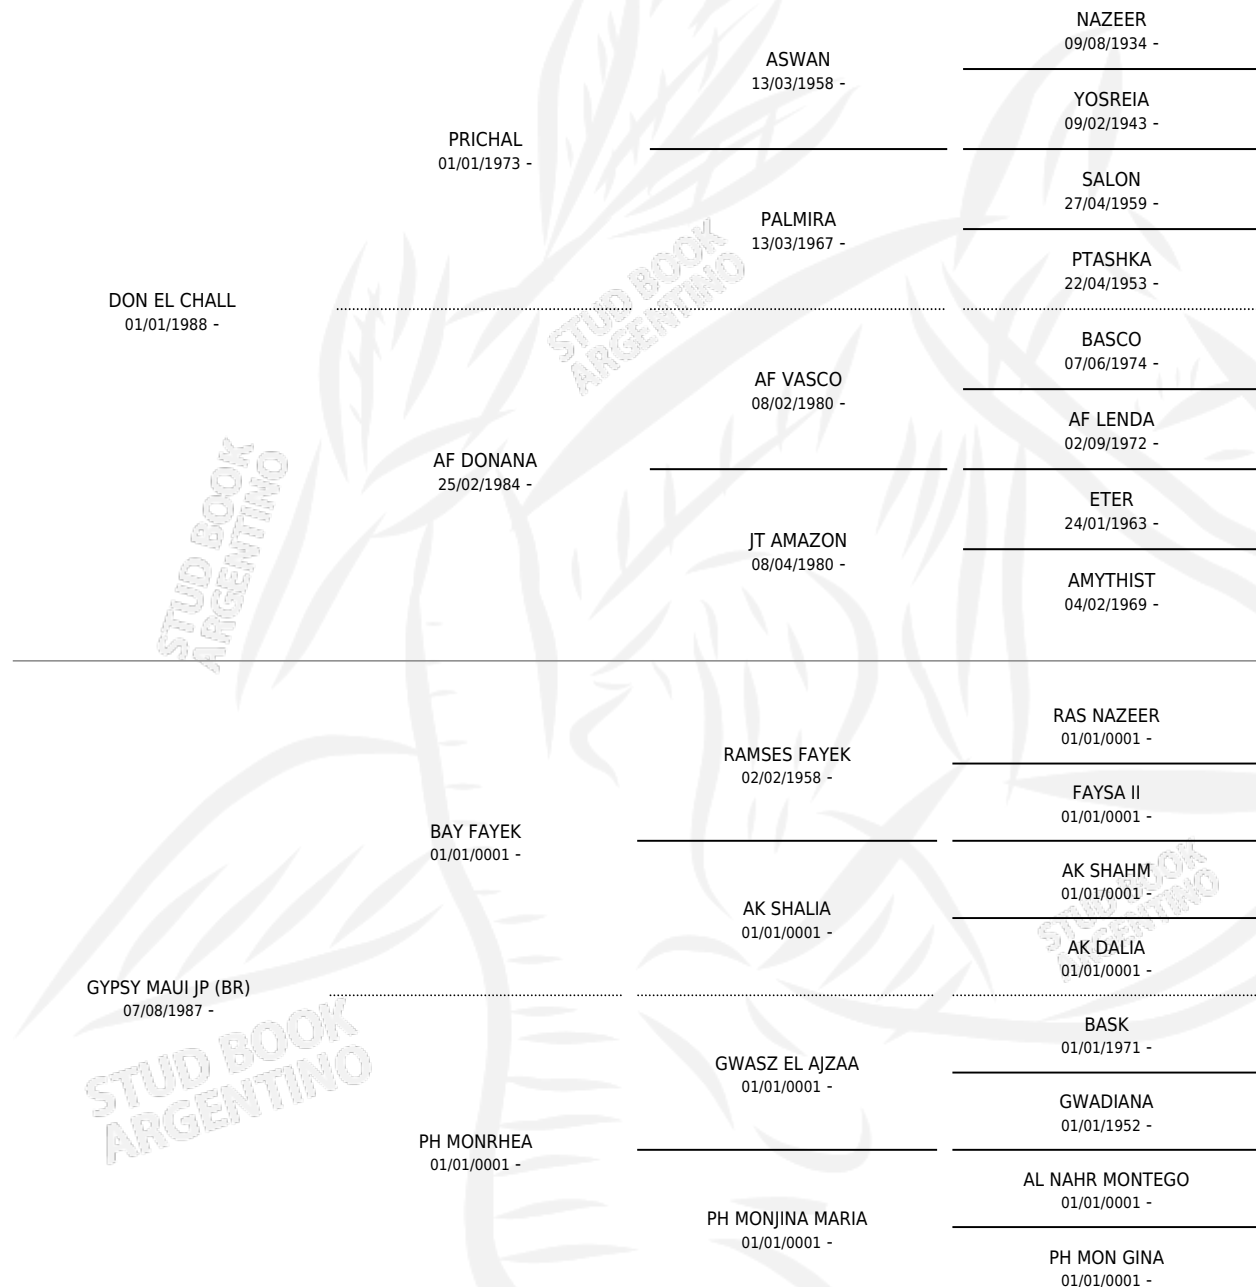 NAZEER
09/08/1934 -
ASWAN
13/03/1958 -
YOSREIA
09/02/1943 -
PRICHAL
01/01/1973 -
SALON
27/04/1959 -
PALMIRA
13/03/1967 -
PTASHKA
22/04/1953 -
DON EL CHALL
01/01/1988 -
BASCO
07/06/1974 -
AF VASCO
08/02/1980 -
AF LENDA
02/09/1972 -
AF DONANA
25/02/1984 -
ETER
24/01/1963 -
JT AMAZON
08/04/1980 -
AMYTHIST
04/02/1969 -
RAS NAZEER
01/01/0001 -
RAMSES FAYEK
02/02/1958 -
FAYSA II
01/01/0001 -
BAY FAYEK
01/01/0001 -
AK SHAHM
01/01/0001 -
AK SHALIA
01/01/0001 -
AK DALIA
01/01/0001 -
GYPSY MAUI JP (BR)
07/08/1987 -
BASK
01/01/1971 -
GWASZ EL AJZAA
01/01/0001 -
GWADIANA
01/01/1952 -
PH MONRHEA
01/01/0001 -
AL NAHR MONTEGO
01/01/0001 -
PH MONJINA MARIA
01/01/0001 -
PH MON GINA
01/01/0001 -
STUD BOOK
ARGENTINO
STUD BOOK
ARGENTINO
STUD BOOK
ARGENTINO
STUD BOOK
ARGENTINO